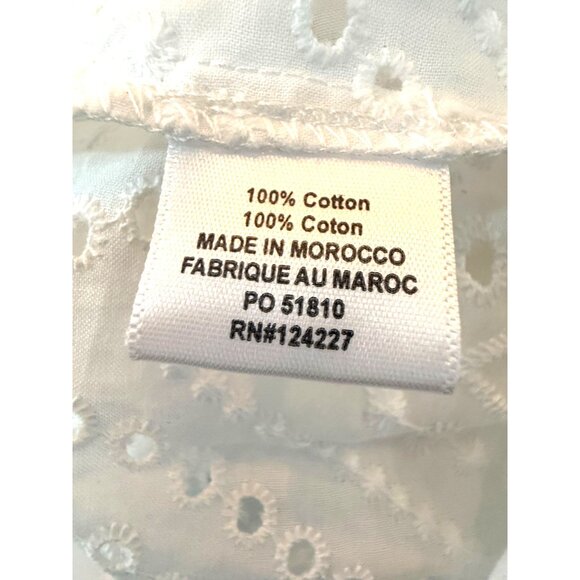 100% Cotton
100% Coton
MADE IN MOROCCO
FABRIQUE AU MAROC
PO 51810
RN#124227